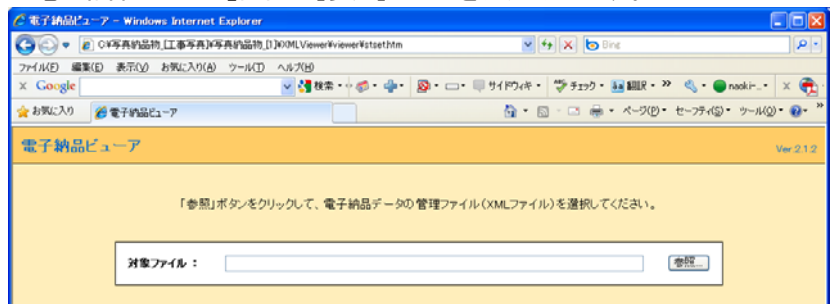 電子納品ビューア - Windows Internet Explorer
C:¥写真納品物_[工事写真]¥写真納品物_[1]¥XMLViewer¥viewer¥stset.htm
Bing
ファイル(F) 編集(E) 表示(V) お気に入り(A) ツール(T) ヘルプ(H)
x Google 検索 サイドウィキ チェック 翻訳 naoki-... x
お気に入り 電子納品ビューア ページ(P) セーフティ(S) ツール(O)
電子納品ビューア Ver 2.1.2
「参照」ボタンをクリックして、電子納品データの管理ファイル(XMLファイル)を選択してください。
対象ファイル : 参照...